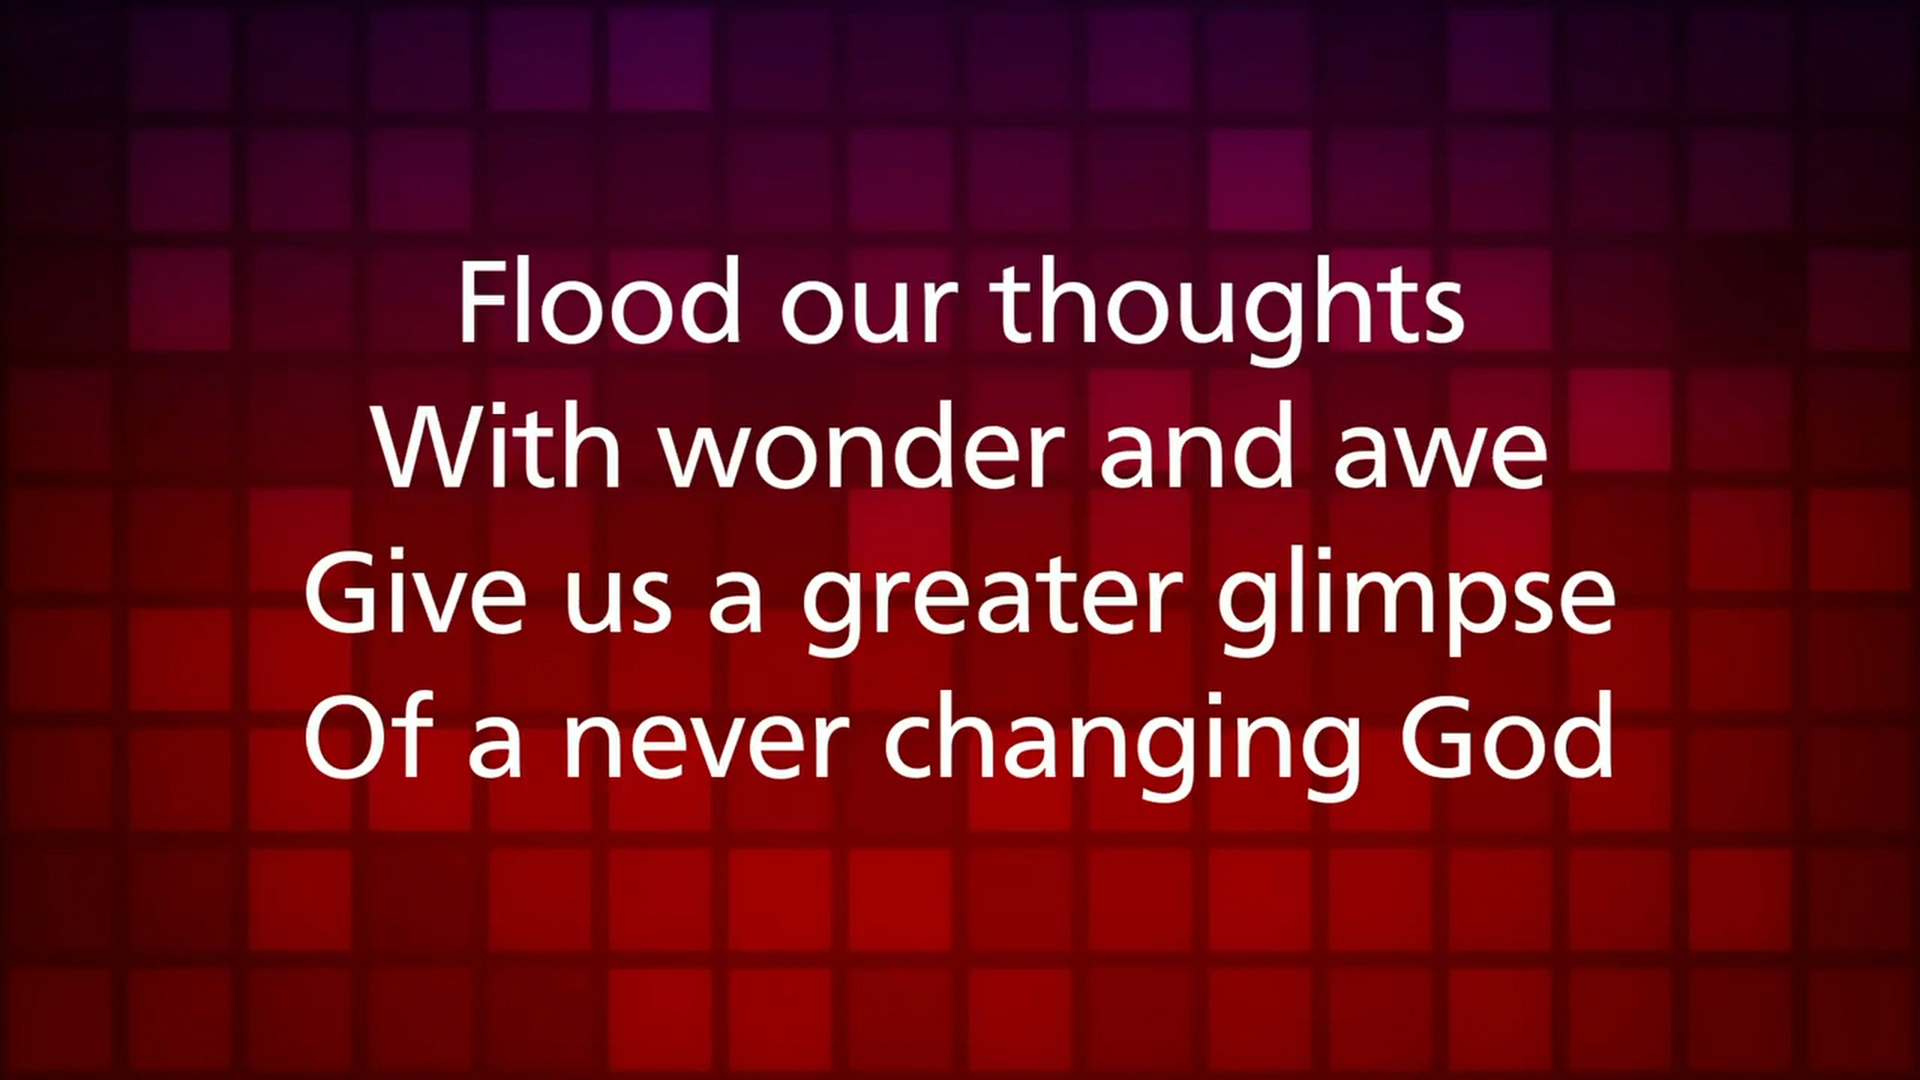 Flood our thoughts
With wonder and awe
Give us a greater glimpse
Of a never changing God